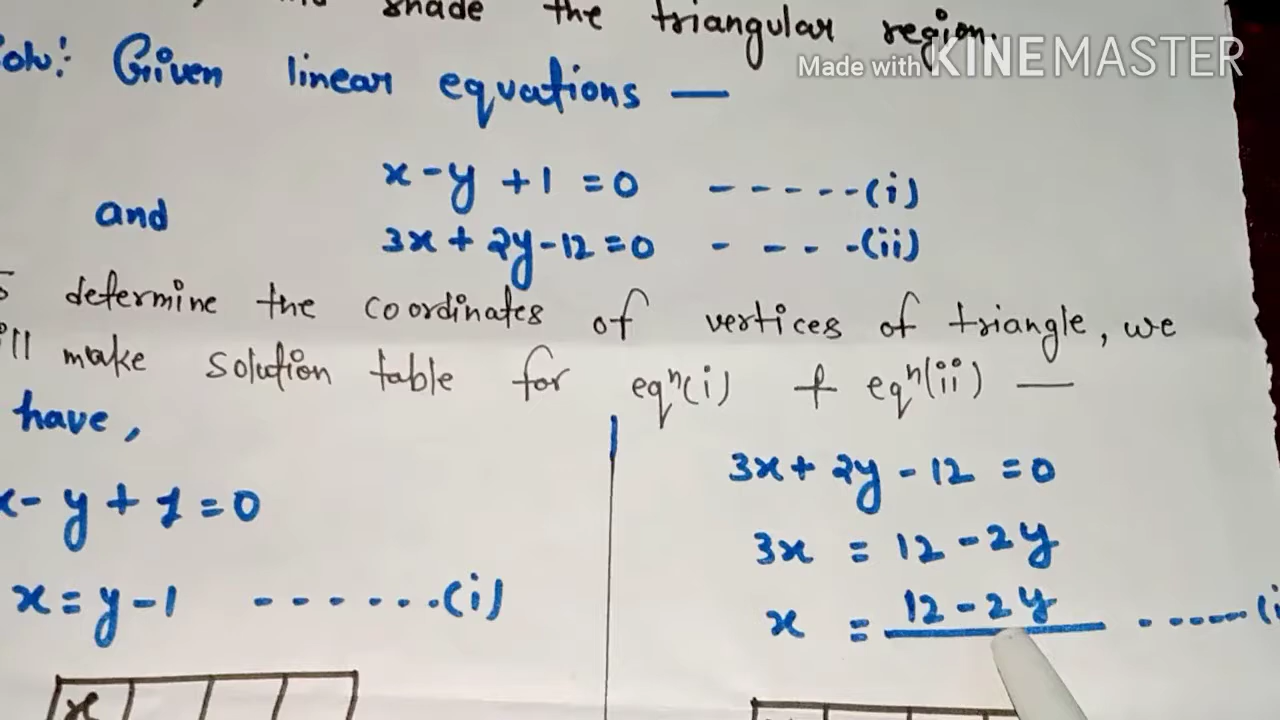 shade the triangular region.
Made with KINEMASTER
Soln: Given linear equations —
x - y + 1 = 0 -----(i)
and
3x + 2y - 12 = 0 - - - -(ii)
determine the coordinates of vertices of triangle, we
make solution table for eqⁿ(i) & eqⁿ(ii) —
have,
x - y + 1 = 0
x = y - 1 .......(i)
3x + 2y - 12 = 0
3x = 12 - 2y
x = 12 - 2y ......
x